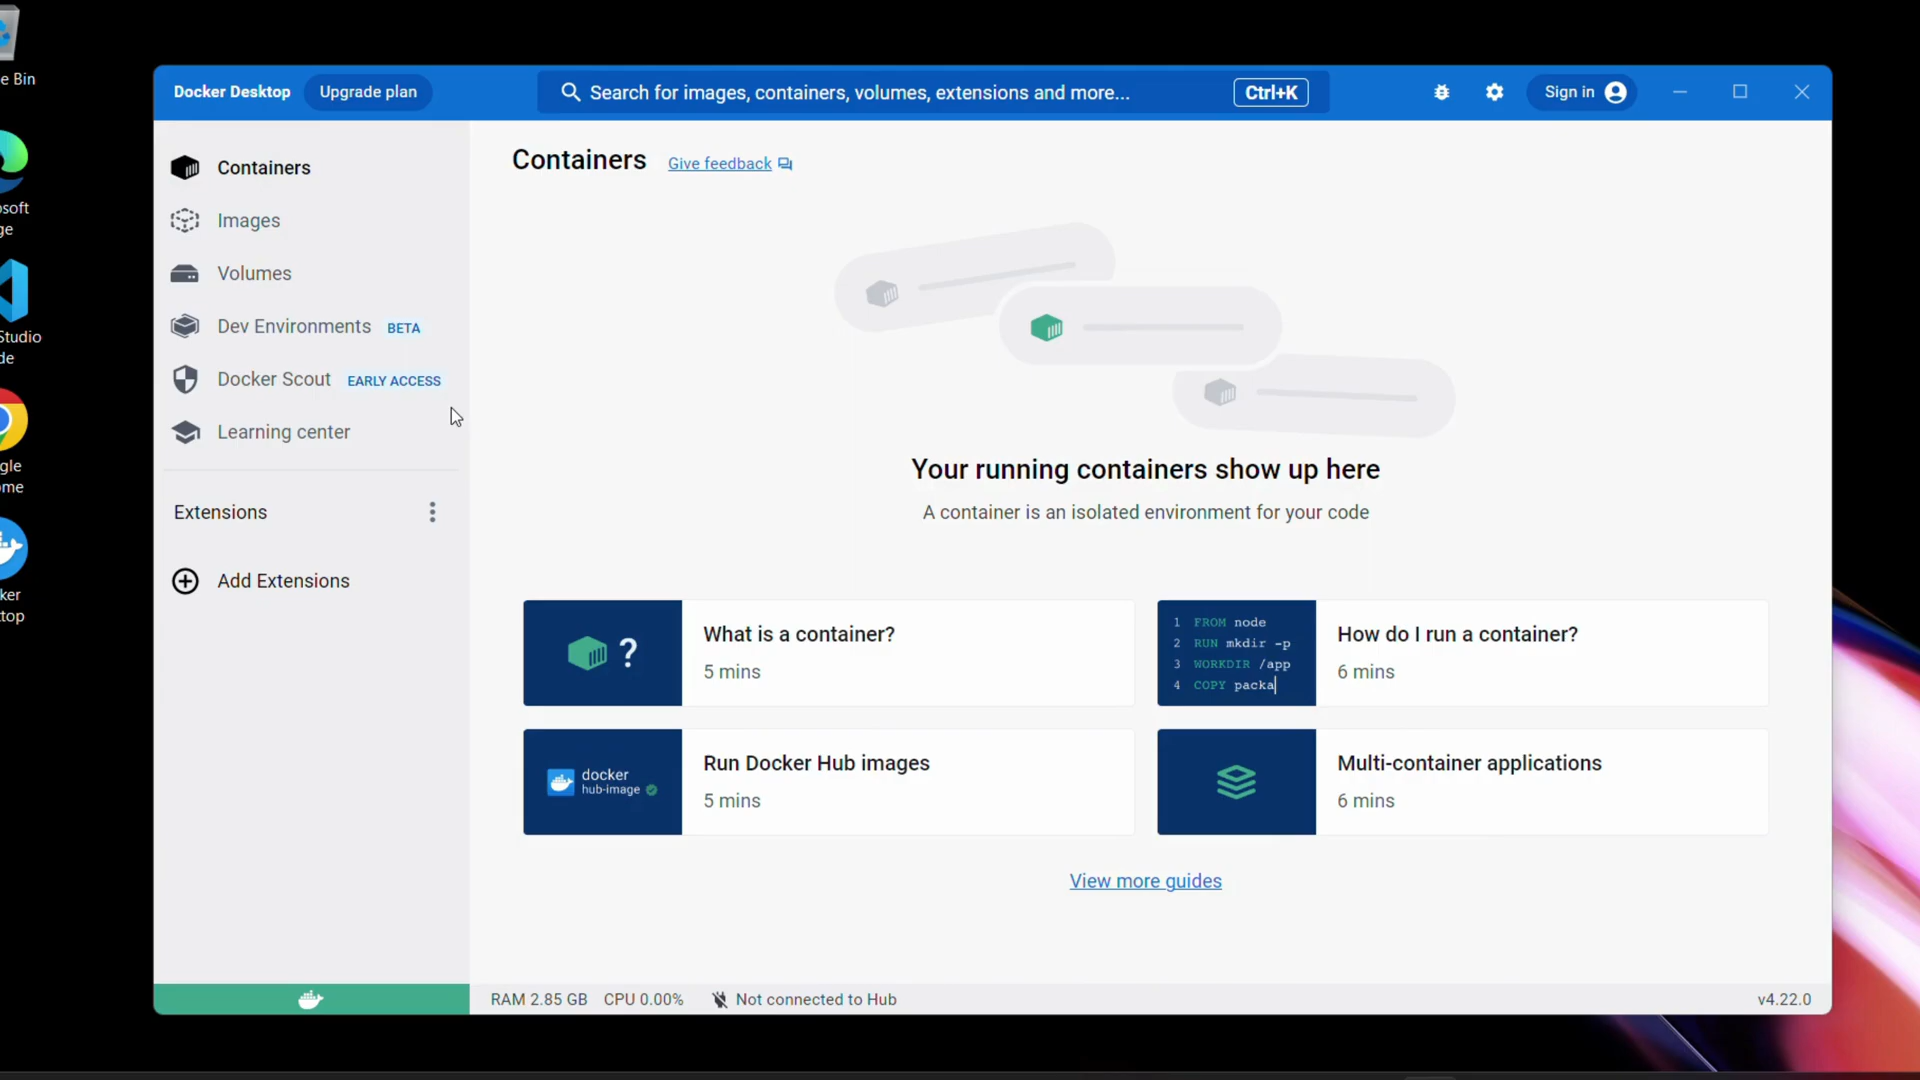 e Bin
soft
ge
Studio
de
gle
ome
ker
top
Docker Desktop
Upgrade plan
Search for images, containers, volumes, extensions and more...
Ctrl+K
Sign in
Containers
Images
Volumes
Dev Environments BETA
Docker Scout EARLY ACCESS
Learning center
Extensions
Add Extensions
Containers
Give feedback
Your running containers show up here
A container is an isolated environment for your code
?
What is a container?
5 mins
1 FROM node
2 RUN mkdir -p
3 WORKDIR /app
4 COPY packa
How do I run a container?
6 mins
docker
hub-image
Run Docker Hub images
5 mins
Multi-container applications
6 mins
View more guides
RAM 2.85 GB CPU 0.00% Not connected to Hub
v4.22.0